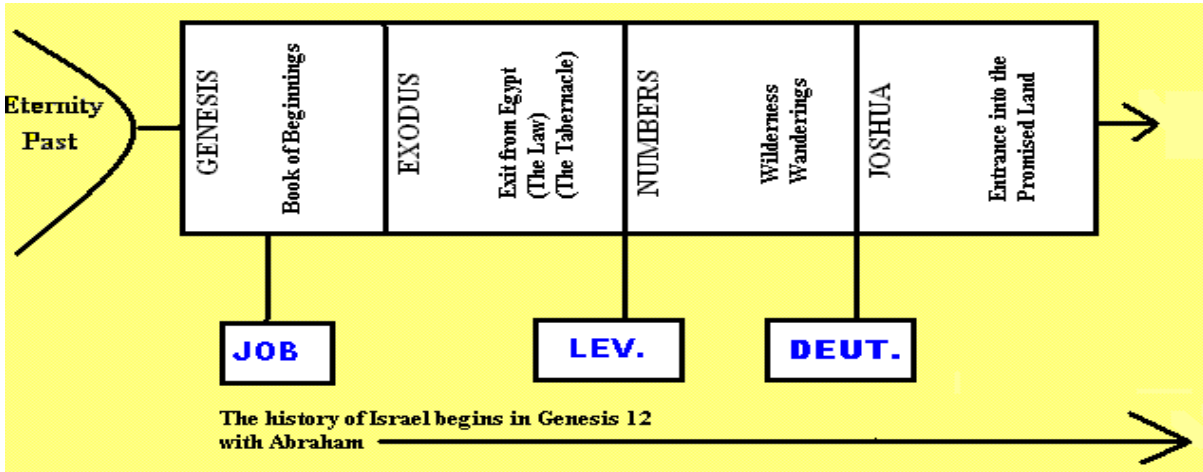 Eternity
Past
GENESIS
Book of Beginnings
EXODUS
Exit from Egypt
(The Law)
(The Tabernacle)
NUMBERS
Wilderness
Wanderings
JOSHUA
Entrance into the
Promised Land
JOB
LEV.
DEUT.
The history of Israel begins in Genesis 12
with Abraham